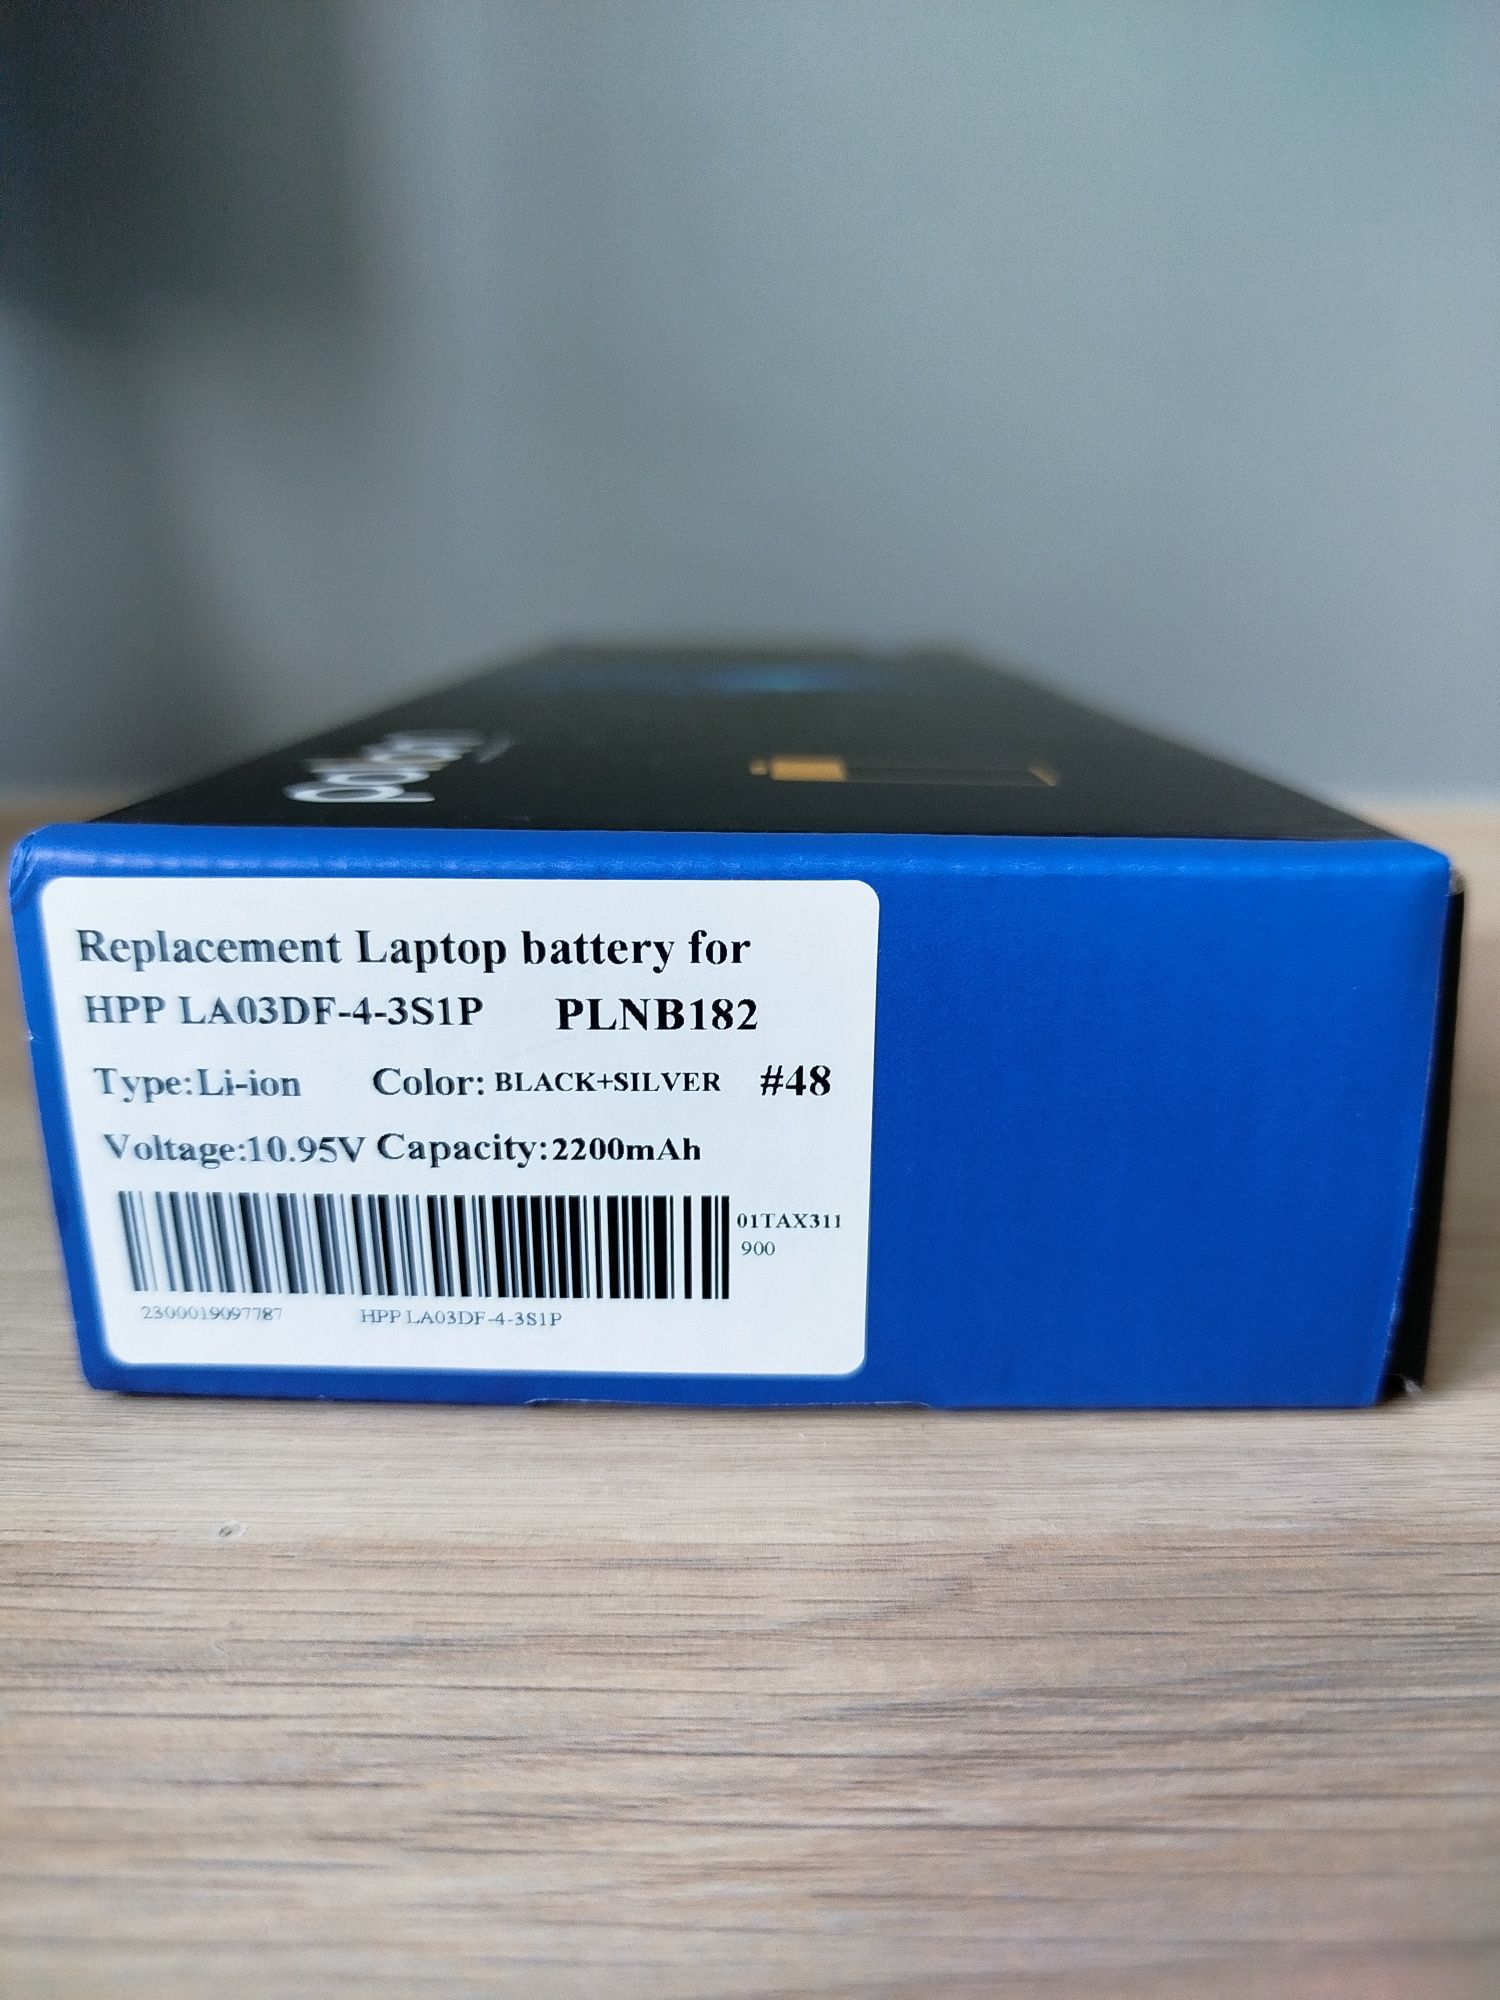 Replacement Laptop battery for
HPP LA03DF-4-3S1P PLNB182
Type:Li-ion Color: BLACK+SILVER #48
Voltage:10.95V Capacity:2200mAh
01TAX311
900
2300019097787 HPP LA03DF-4-3S1P